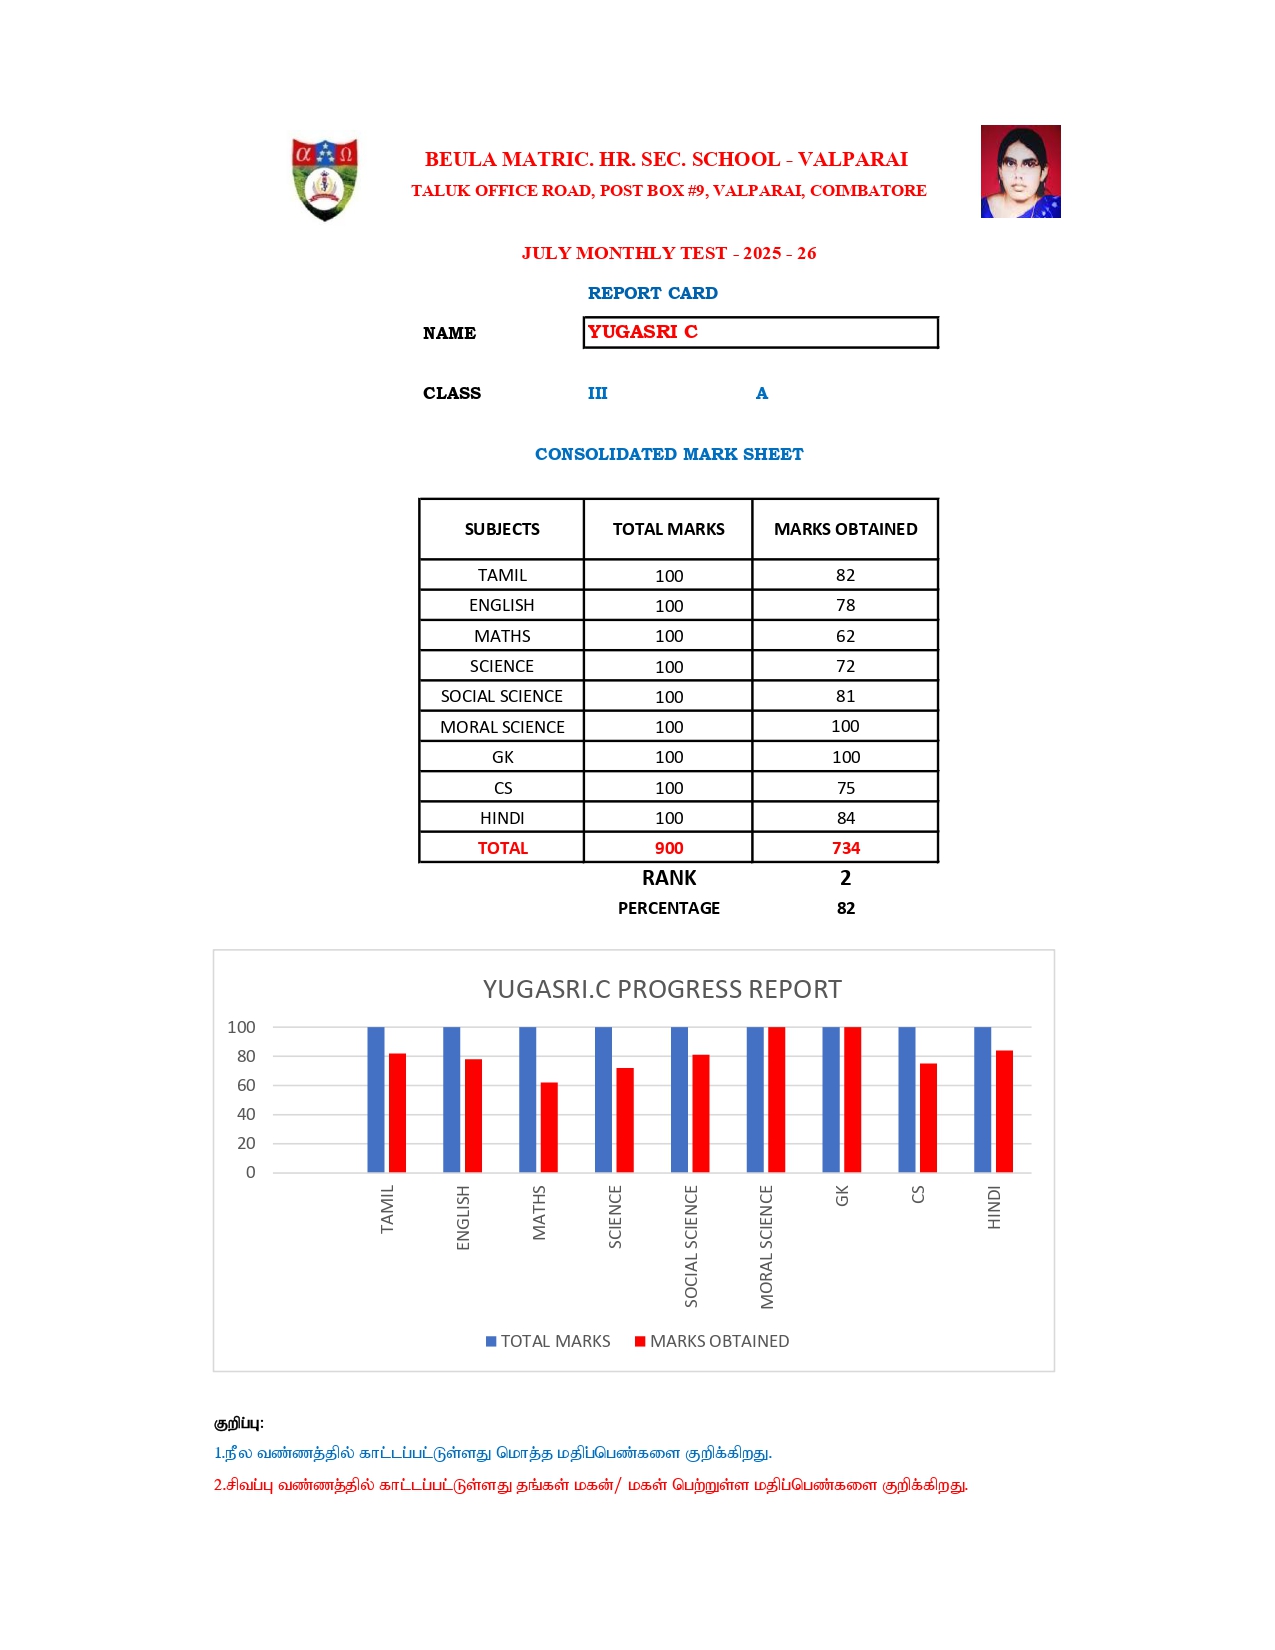 α Ω
BEULA MATRIC. HR. SEC. SCHOOL - VALPARAI
TALUK OFFICE ROAD, POST BOX #9, VALPARAI, COIMBATORE
JULY MONTHLY TEST - 2025 - 26
REPORT CARD
NAME YUGASRI C
CLASS III A
CONSOLIDATED MARK SHEET
SUBJECTS TOTAL MARKS MARKS OBTAINED
TAMIL 100 82
ENGLISH 100 78
MATHS 100 62
SCIENCE 100 72
SOCIAL SCIENCE 100 81
MORAL SCIENCE 100 100
GK 100 100
CS 100 75
HINDI 100 84
TOTAL 900 734
RANK 2
PERCENTAGE 82
YUGASRI.C PROGRESS REPORT
100
80
60
40
20
0
TAMIL ENGLISH MATHS SCIENCE SOCIAL SCIENCE MORAL SCIENCE GK CS HINDI
TOTAL MARKS MARKS OBTAINED
குறிப்பு:
1.நீல வண்ணத்தில் காட்டப்பட்டுள்ளது மொத்த மதிப்பெண்களை குறிக்கிறது.
2.சிவப்பு வண்ணத்தில் காட்டப்பட்டுள்ளது தங்கள் மகன்/ மகள் பெற்றுள்ள மதிப்பெண்களை குறிக்கிறது.